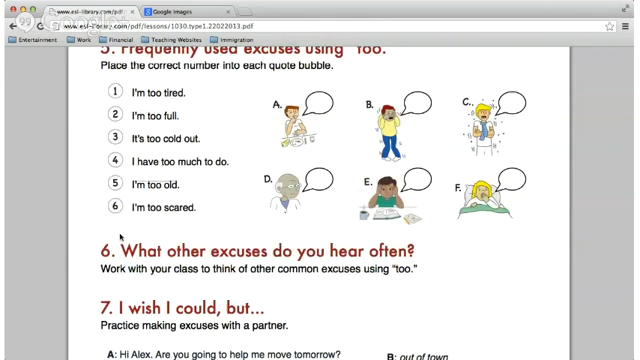 www.esl-library.com/pdf/lessons/...
Google Images
www.esl-library.com/pdf/lessons/1030.type1.22022013.pdf
Entertainment Work Financial Teaching Websites Immigration
5. Frequently used excuses using "too."
Place the correct number into each quote bubble.
1 I'm too tired.
2 I'm too full.
3 It's too cold out.
4 I have too much to do.
5 I'm too old.
6 I'm too scared.
A.
B.
C.
D.
E.
F.
6. What other excuses do you hear often?
Work with your class to think of other common excuses using "too."
7. I wish I could, but...
Practice making excuses with a partner.
A: Hi Alex. Are you going to help me move tomorrow?
B: out of town